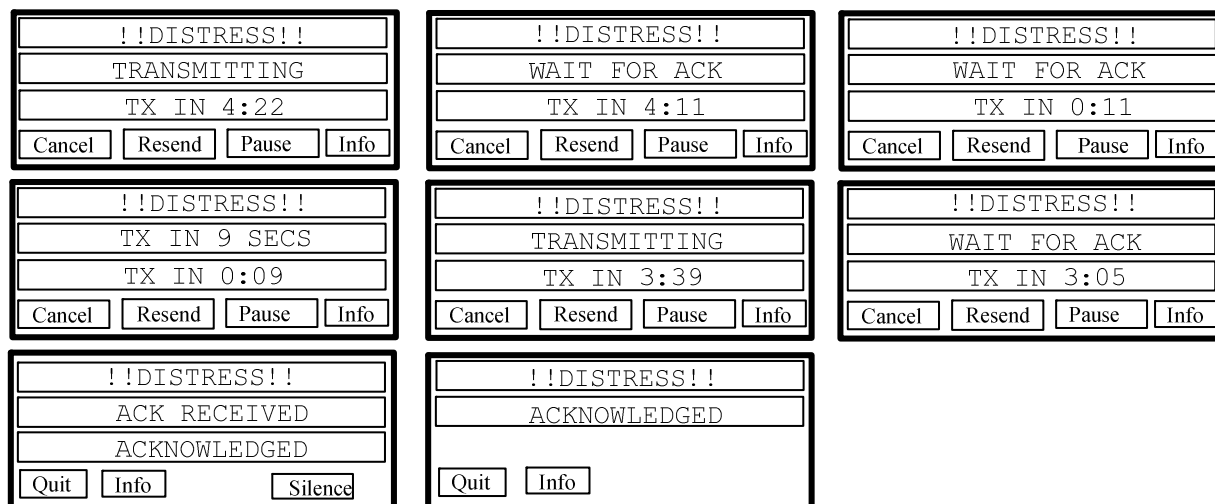 !!DISTRESS!!
TRANSMITTING
TX IN 4:22
Cancel Resend Pause Info
!!DISTRESS!!
WAIT FOR ACK
TX IN 4:11
Cancel Resend Pause Info
!!DISTRESS!!
WAIT FOR ACK
TX IN 0:11
Cancel Resend Pause Info
!!DISTRESS!!
TX IN 9 SECS
TX IN 0:09
Cancel Resend Pause Info
!!DISTRESS!!
TRANSMITTING
TX IN 3:39
Cancel Resend Pause Info
!!DISTRESS!!
WAIT FOR ACK
TX IN 3:05
Cancel Resend Pause Info
!!DISTRESS!!
ACK RECEIVED
ACKNOWLEDGED
Quit Info Silence
!!DISTRESS!!
ACKNOWLEDGED
Quit Info